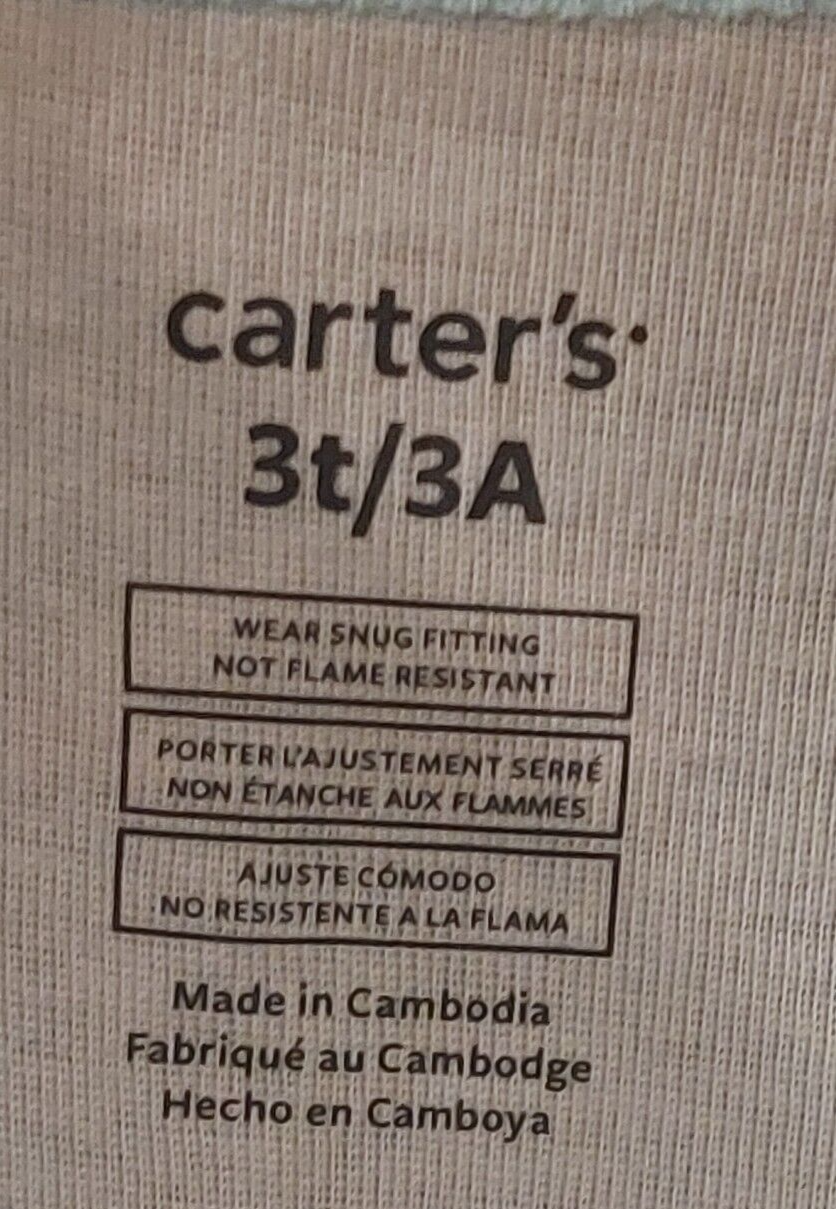 carter's
3t/3A
WEAR SNUG FITTING
NOT FLAME RESISTANT
PORTER L'AJUSTEMENT SERRÉ
NON ÉTANCHE AUX FLAMMES
AJUSTE CÓMODO
NO RESISTENTE A LA FLAMA
Made in Cambodia
Fabriqué au Cambodge
Hecho en Camboya